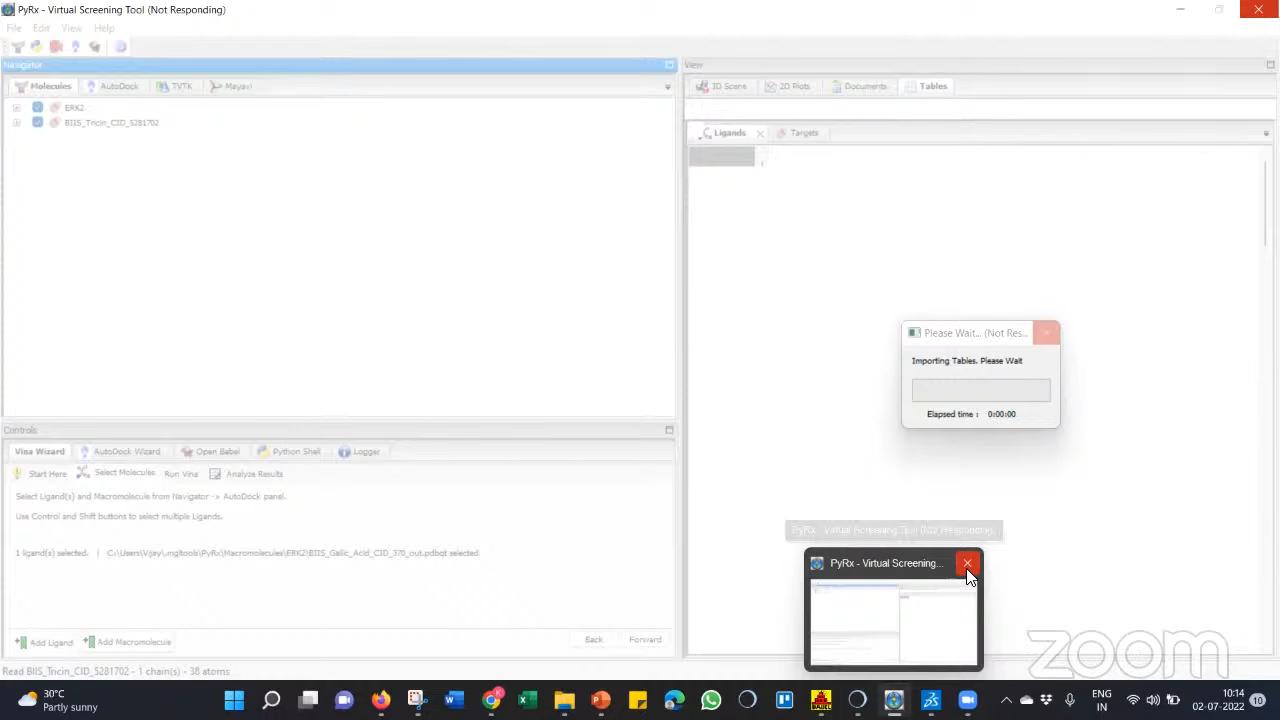 PyRx - Virtual Screening Tool (Not Responding)
File Edit View Help
Navigator
View
Molecules AutoDock TVTK Mayavi
3D Scene 2D Plots Documents Tables
ERK2
BIIS_Tricin_CID_5281702
Ligands Targets
Please Wait... (Not Res...
Importing Tables. Please Wait
Elapsed time : 0:00:00
Controls
Vina Wizard AutoDock Wizard Open Babel Python Shell Logger
Start Here Select Molecules Run Vina Analyze Results
Select Ligand(s) and Macromolecule from Navigator -> AutoDock panel.
Use Control and Shift buttons to select multiple Ligands.
1 ligand(s) selected. | C:\Users\Vijay\.mgltools\PyRx\Macromolecules\ERK2\BIIS_Gallic_Acid_CID_370_out.pdbqt selected
PyRx - Virtual Screening Tool (Not Responding)
PyRx - Virtual Screening...
Add Ligand Add Macromolecule Back Forward
Read BIIS_Tricin_CID_5281702 - 1 chain(s) - 38 atoms
zoom
30°C
Partly sunny
K
BABEL
ENG
IN
10:14
02-07-2022
10